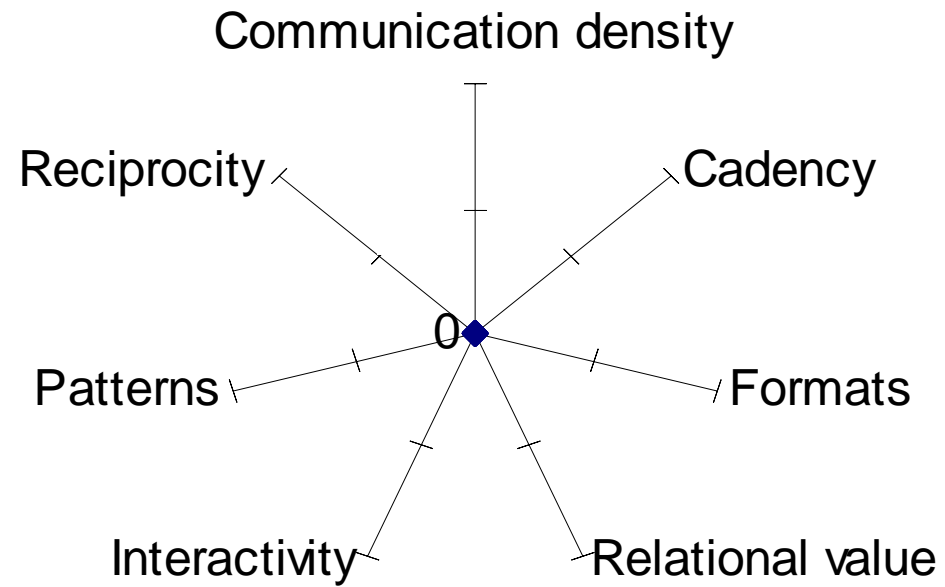 Communication density
Reciprocity
Cadency
0
Patterns
Formats
Interactivity
Relational value